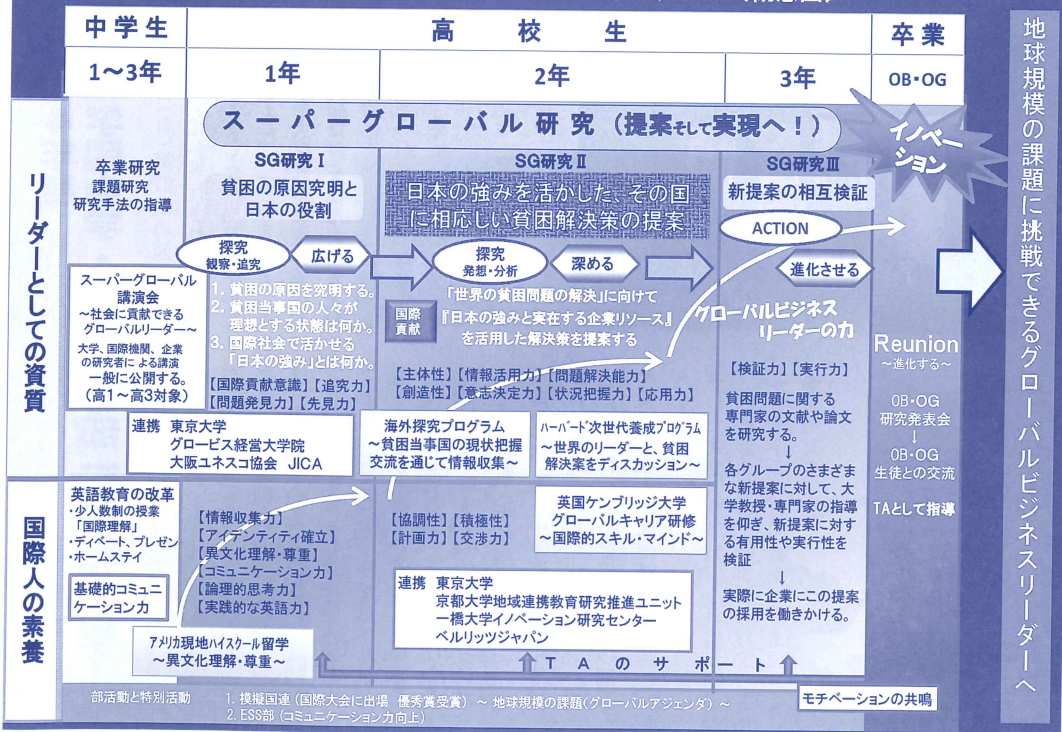 中学生
高校生
卒業
1～3年
1年
2年
3年
OB・OG
地球規模の課題に挑戦できるグローバルビジネスリーダーへ
リーダーとしての資質
国際人の素養
スーパーグローバル研究（提案そして実現へ！）
イノベー
ション
卒業研究
課題研究
研究手法の指導
SG研究Ⅰ
貧困の原因究明と
日本の役割
SG研究Ⅱ
日本の強みを活かした、その国
に相応しい貧困解決策の提案
SG研究Ⅲ
新提案の相互検証
ACTION
探究
観察・追究
広げる
探究
発想・分析
深める
進化させる
スーパーグローバル
講演会
～社会に貢献できる
グローバルリーダー～
大学、国際機関、企業
の研究者による講演
一般に公開する。
（高1～高3対象）
1. 貧困の原因を究明する。
2. 貧困当事国の人々が
理想とする状態は何か。
3. 国際社会で活かせる
「日本の強み」とは何か。
【国際貢献意識】【追究力】
【問題発見力】【先見力】
国際
貢献
「世界の貧困問題の解決」に向けて
『日本の強みと実在する企業リソース』
を活用した解決策を提案する
【主体性】【情報活用力】【問題解決能力】
【創造性】【意志決定力】【状況把握力】【応用力】
グローバルビジネス
リーダーの力
【検証力】【実行力】
貧困問題に関する
専門家の文献や論文
を研究する。
↓
各グループのさまざま
な新提案に対して、大
学教授・専門家の指導
を仰ぎ、新提案に対す
る有用性や実行性を
検証
↓
実際に企業にこの提案
の採用を働きかける。
Reunion
～進化する～
OB・OG
研究発表会
↓
OB・OG
生徒との交流
TAとして指導
連携 東京大学
グロービス経営大学院
大阪ユネスコ協会 JICA
海外探究プログラム
～貧困当事国の現状把握
交流を通じて情報収集～
ハーバード次世代養成プログラム
～世界のリーダーと、貧困
解決案をディスカッション～
英語教育の改革
・少人数制の授業
「国際理解」
・ディベート、プレゼン
・ホームステイ
基礎的コミュニ
ケーション力
【情報収集力】
【アイデンティティ確立】
【異文化理解・尊重】
【コミュニケーション力】
【論理的思考力】
【実践的な英語力】
【協調性】【積極性】
【計画力】【交渉力】
英国ケンブリッジ大学
グローバルキャリア研修
～国際的スキル・マインド～
連携 東京大学
京都大学地域連携教育研究推進ユニット
一橋大学イノベーション研究センター
ベルリッツジャパン
アメリカ現地ハイスクール留学
～異文化理解・尊重～
TAのサポート
モチベーションの共鳴
部活動と特別活動
1. 模擬国連（国際大会に出場 優秀賞受賞）～ 地球規模の課題（グローバルアジェンダ）～
2. ESS部（コミュニケーション力向上）